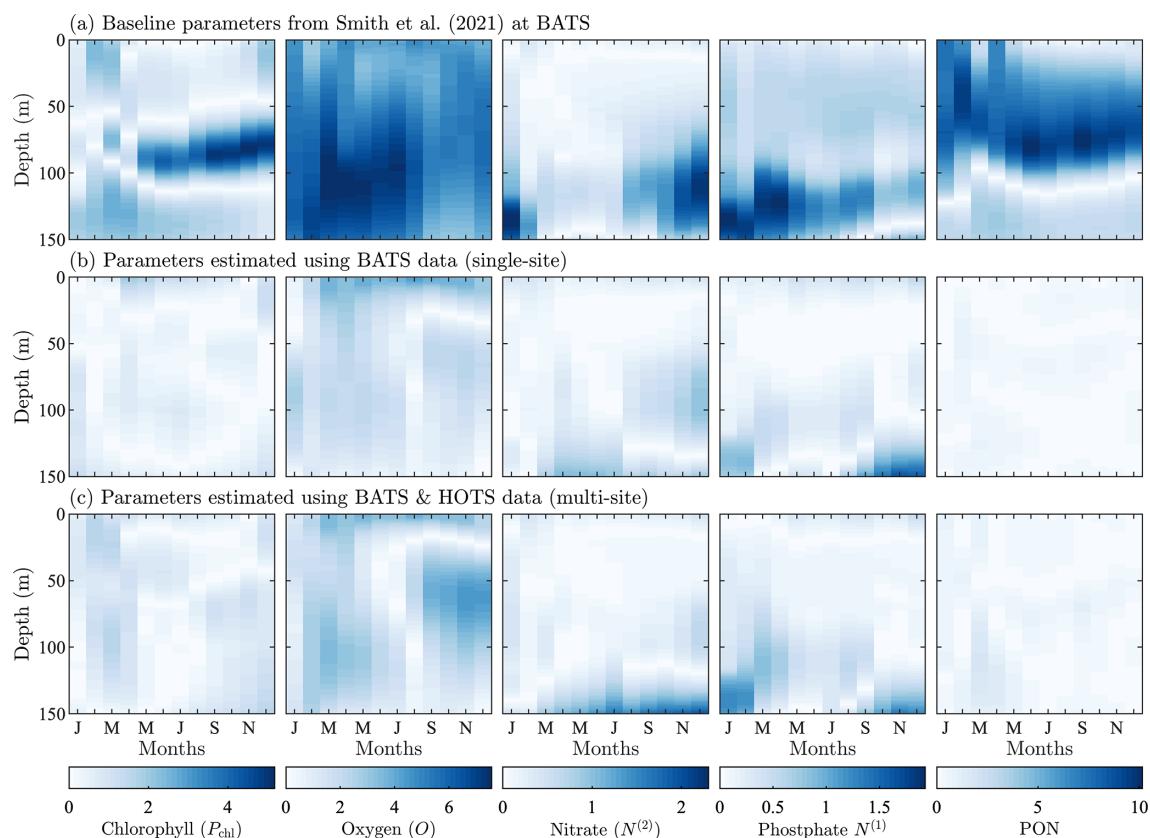 (a) Baseline parameters from Smith et al. (2021) at BATS
0
50
100
150
Depth (m)
(b) Parameters estimated using BATS data (single-site)
0
50
100
150
Depth (m)
(c) Parameters estimated using BATS & HOTS data (multi-site)
0
50
100
150
Depth (m)
J M M J S N J M M J S N J M M J S N J M M J S N J M M J S N
Months Months Months Months Months
0 2 4 0 2 4 6 0 1 2 0 0.5 1 1.5 0 5 10
Chlorophyll (P_chl) Oxygen (O) Nitrate (N^(2)) Phostphate N^(1) PON